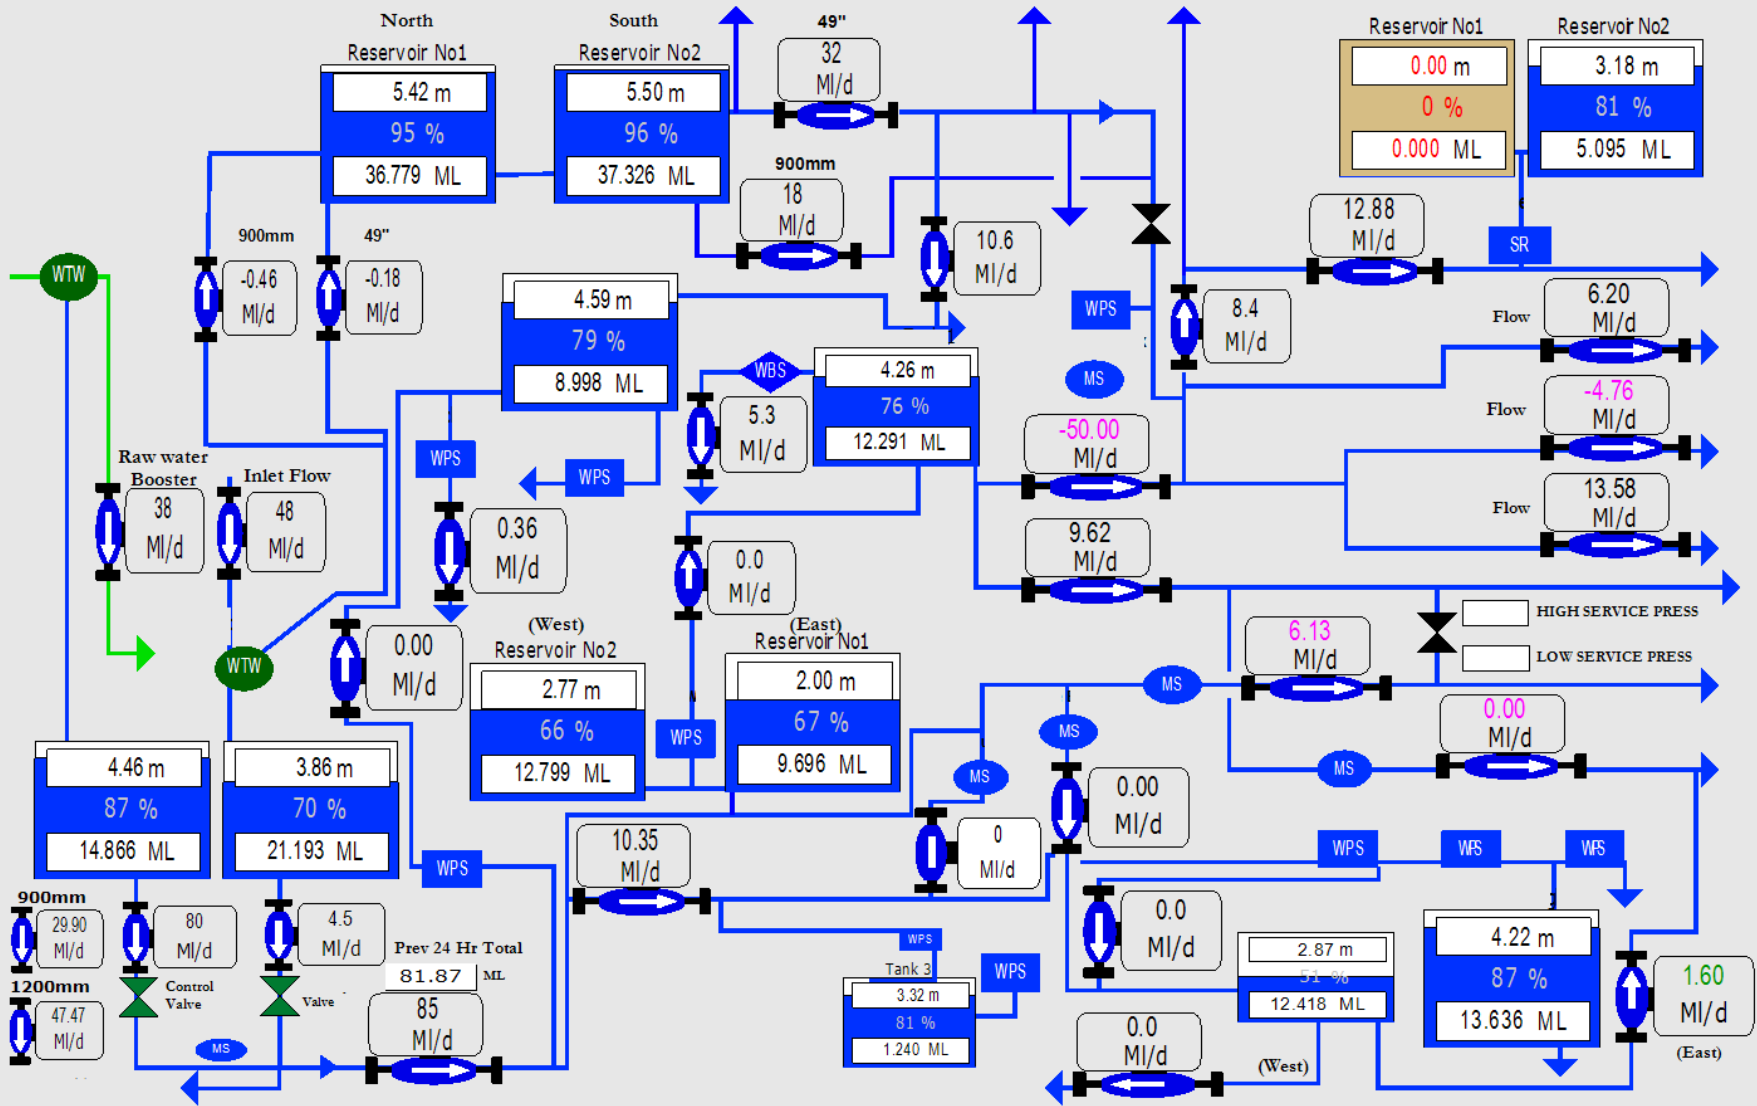 North
Reservoir No1
5.42 m
95 %
36.779 ML
South
Reservoir No2
5.50 m
96 %
37.326 ML
49"
32
Ml/d
900mm
18
Ml/d
10.6
Ml/d
Reservoir No1
0.00 m
0 %
0.000 ML
Reservoir No2
3.18 m
81 %
5.095 ML
SR
12.88
Ml/d
WTW
900mm
-0.46
Ml/d
49"
-0.18
Ml/d
4.59 m
79 %
8.998 ML
WPS
8.4
Ml/d
Flow
6.20
Ml/d
MS
WBS
5.3
Ml/d
4.26 m
76 %
12.291 ML
-50.00
Ml/d
Flow
-4.76
Ml/d
Flow
13.58
Ml/d
Raw water
Booster
38
Ml/d
Inlet Flow
48
Ml/d
WPS
WPS
0.36
Ml/d
0.0
Ml/d
9.62
Ml/d
HIGH SERVICE PRESS
LOW SERVICE PRESS
WTW
0.00
Ml/d
(West)
Reservoir No2
2.77 m
66 %
12.799 ML
WPS
(East)
Reservoir No1
2.00 m
67 %
9.696 ML
MS
6.13
Ml/d
MS
MS
MS
0.00
Ml/d
4.46 m
87 %
14.866 ML
3.86 m
70 %
21.193 ML
WPS
10.35
Ml/d
0
Ml/d
0.00
Ml/d
WPS
WPS
WPS
900mm
29.90
Ml/d
80
Ml/d
4.5
Ml/d
Prev 24 Hr Total
81.87 ML
1200mm
47.47
Ml/d
Control
Valve
Valve
MS
85
Ml/d
WPS
Tank 3
3.32 m
81 %
1.240 ML
WPS
0.0
Ml/d
2.87 m
51 %
12.418 ML
4.22 m
87 %
13.636 ML
1.60
Ml/d
(East)
0.0
Ml/d
(West)